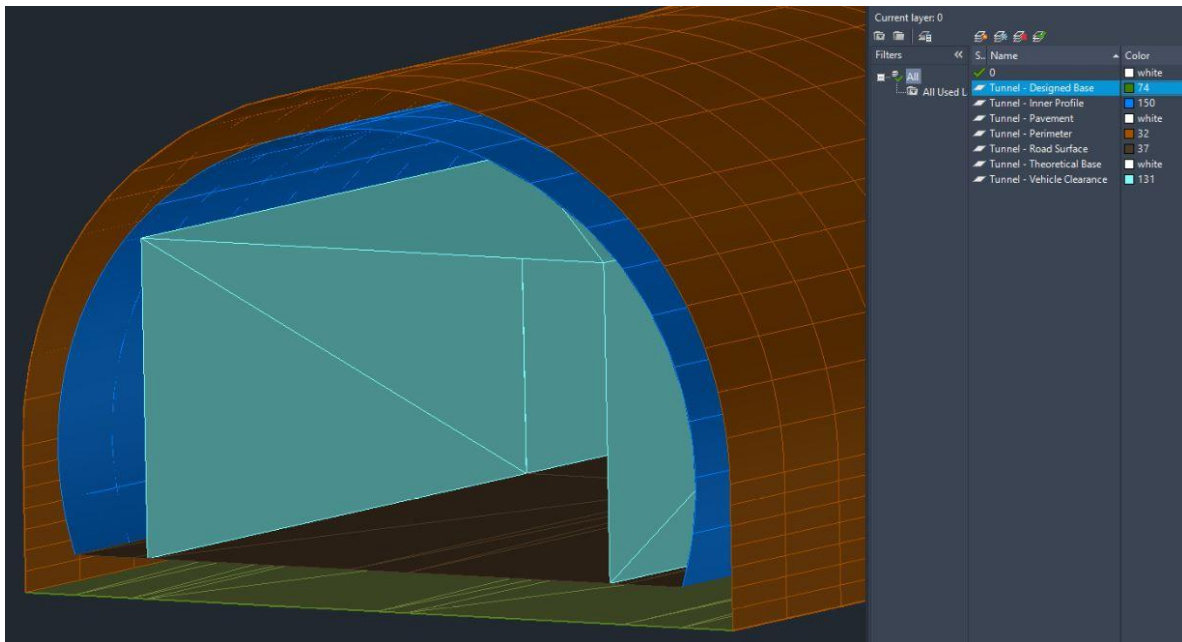 Current layer: 0
Filters «
S.. Name Color
All
All Used L
0 white
Tunnel - Designed Base 74
Tunnel - Inner Profile 150
Tunnel - Pavement white
Tunnel - Perimeter 32
Tunnel - Road Surface 37
Tunnel - Theoretical Base white
Tunnel - Vehicle Clearance 131